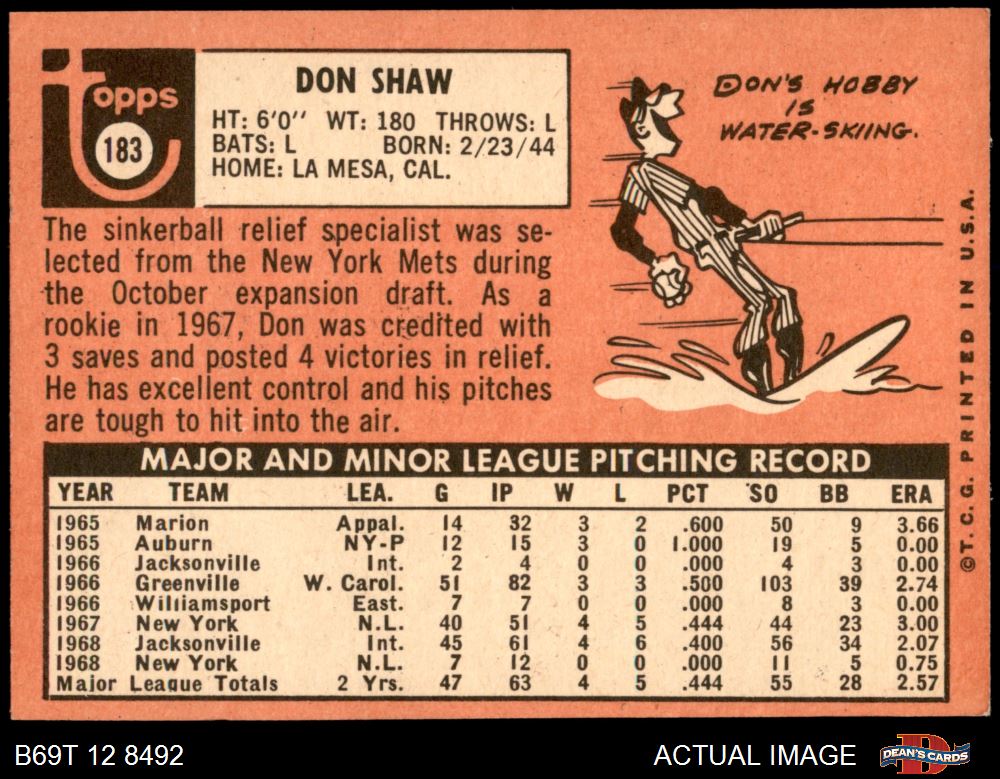 Topps
183
DON SHAW
HT: 6'0'' WT: 180 THROWS: L
BATS: L BORN: 2/23/44
HOME: LA MESA, CAL.
DON'S HOBBY
IS
WATER-SKIING.
The sinkerball relief specialist was se-
lected from the New York Mets during
the October expansion draft. As a
rookie in 1967, Don was credited with
3 saves and posted 4 victories in relief.
He has excellent control and his pitches
are tough to hit into the air.
MAJOR AND MINOR LEAGUE PITCHING RECORD
YEAR TEAM LEA. G IP W L PCT SO BB ERA
1965 Marion Appal. 14 32 3 2 .600 50 9 3.66
1965 Auburn NY-P 12 15 3 0 1.000 19 5 0.00
1966 Jacksonville Int. 2 4 0 0 .000 4 3 0.00
1966 Greenville W. Carol. 51 82 3 3 .500 103 39 2.74
1966 Williamsport East. 7 7 0 0 .000 8 3 0.00
1967 New York N.L. 40 51 4 5 .444 44 23 3.00
1968 Jacksonville Int. 45 61 4 6 .400 56 34 2.07
1968 New York N.L. 7 12 0 0 .000 11 5 0.75
Major League Totals 2 Yrs. 47 63 4 5 .444 55 28 2.57
©T. C. G. PRINTED IN U.S.A.
B69T 12 8492
ACTUAL IMAGE
D
DEAN'S CARDS